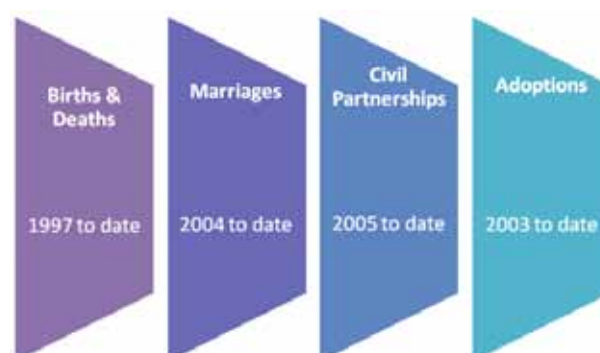 Births &
Deaths
1997 to date
Marriages
2004 to date
Civil
Partnerships
2005 to date
Adoptions
2003 to date